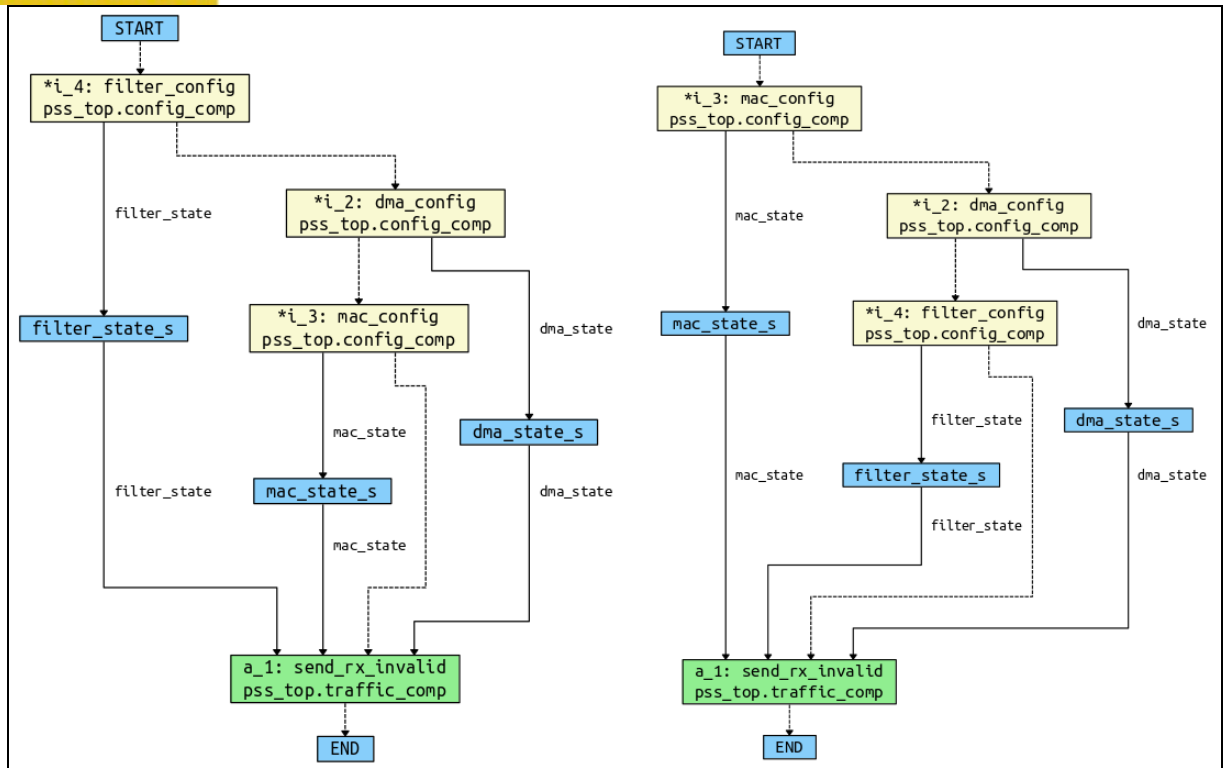 START
*i_4: filter_config
pss_top.config_comp
filter_state
*i_2: dma_config
pss_top.config_comp
filter_state_s
*i_3: mac_config
pss_top.config_comp
dma_state
mac_state
dma_state_s
filter_state
mac_state_s
dma_state
mac_state
a_1: send_rx_invalid
pss_top.traffic_comp
END
START
*i_3: mac_config
pss_top.config_comp
mac_state
*i_2: dma_config
pss_top.config_comp
mac_state_s
*i_4: filter_config
pss_top.config_comp
dma_state
filter_state
dma_state_s
mac_state
filter_state_s
dma_state
filter_state
a_1: send_rx_invalid
pss_top.traffic_comp
END